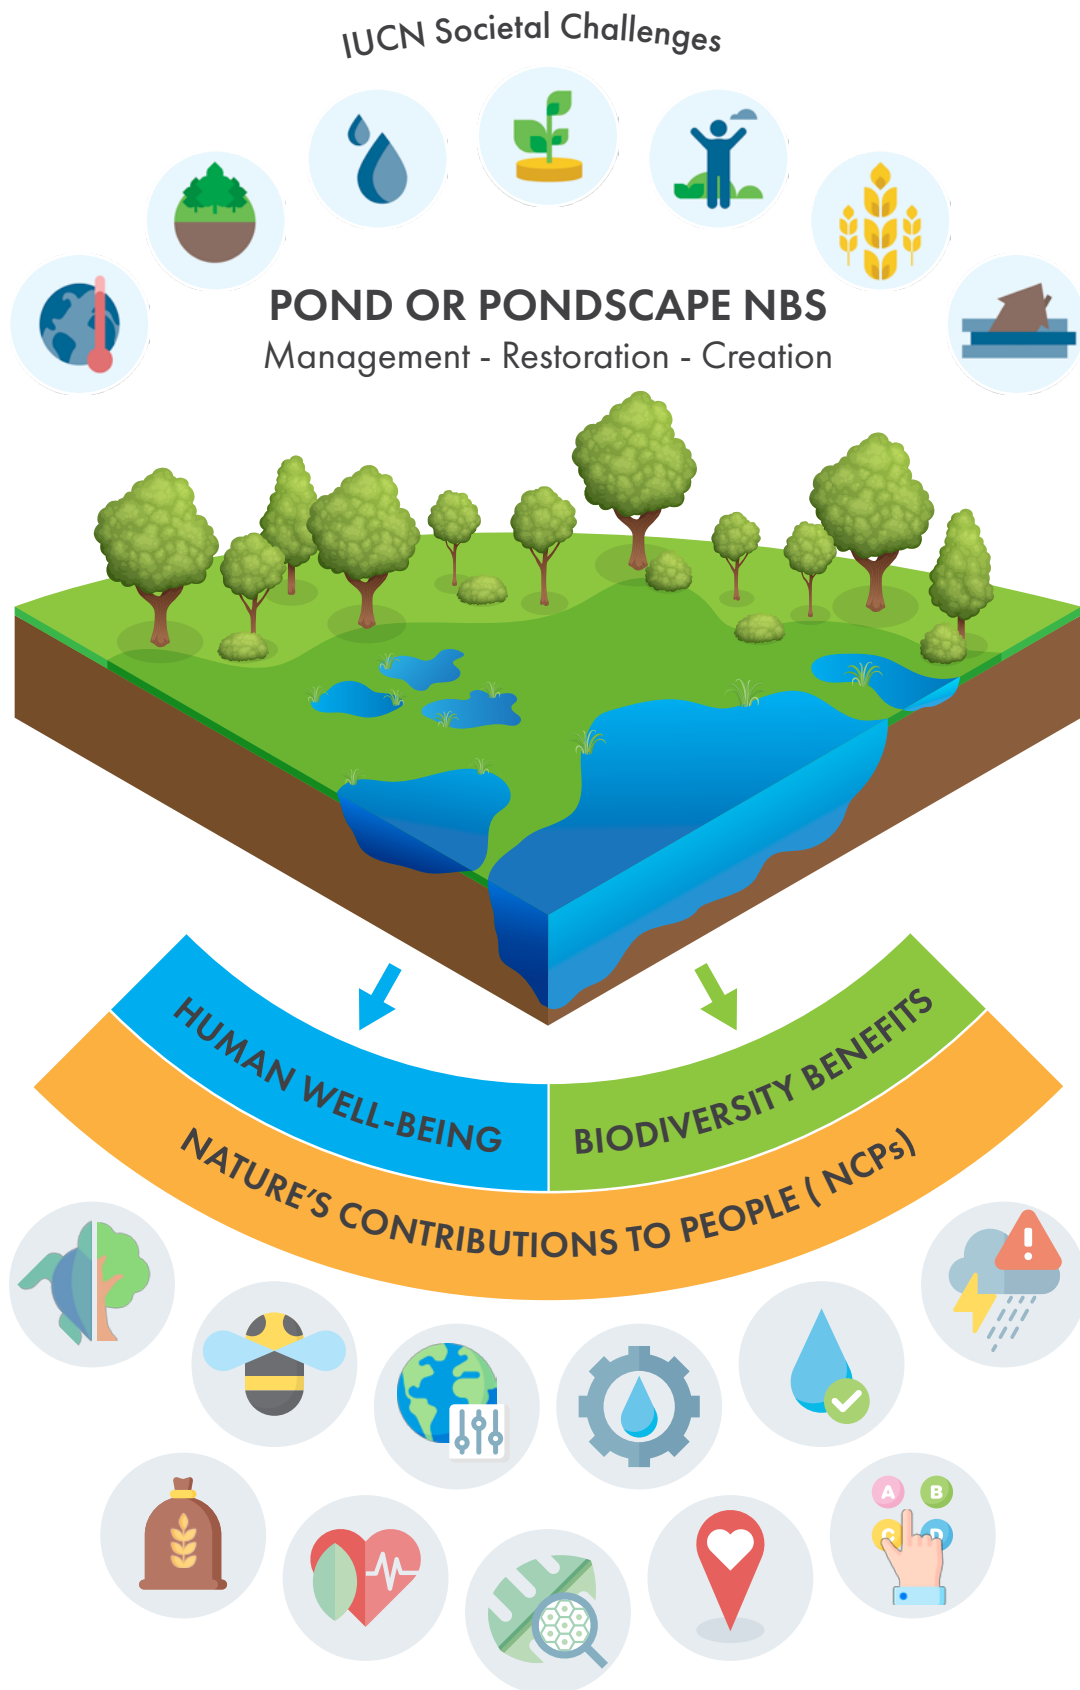 IUCN Societal Challenges
POND OR PONDSCAPE NBS
Management - Restoration - Creation
HUMAN WELL-BEING
BIODIVERSITY BENEFITS
NATURE'S CONTRIBUTIONS TO PEOPLE ( NCPs)
A B
C D